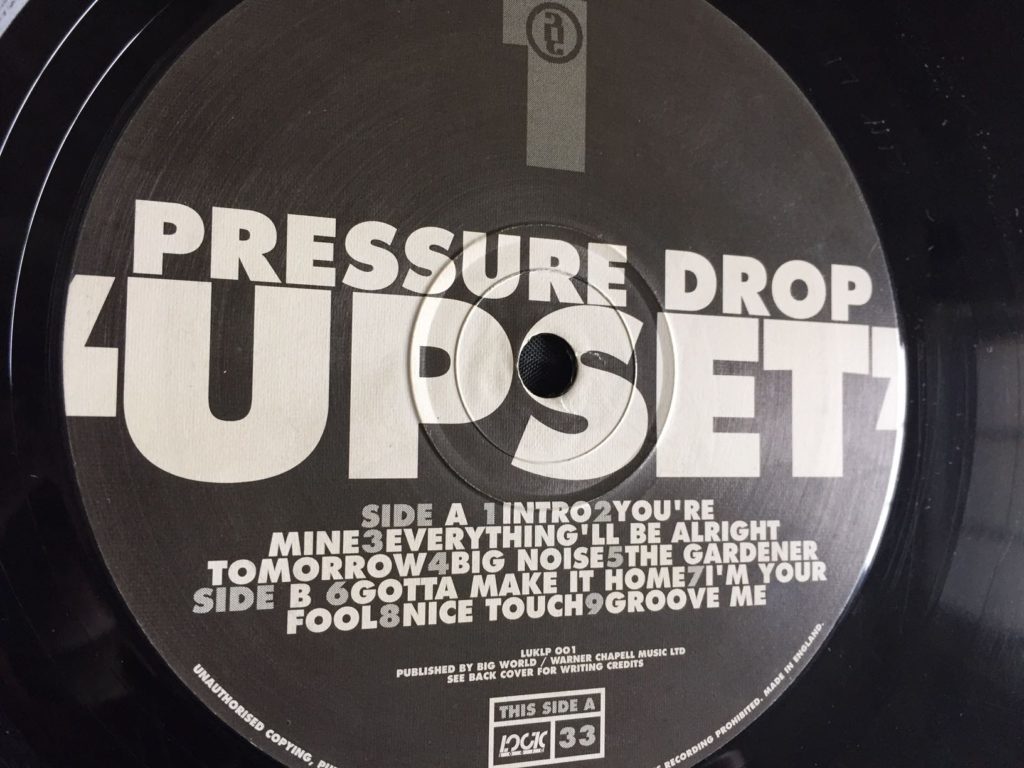 1
PRESSURE DROP
"UPSET"
SIDE A 1INTRO2YOU'RE
MINE3EVERYTHING'LL BE ALRIGHT
TOMORROW4BIG NOISE5THE GARDENER
SIDE B 6GOTTA MAKE IT HOME7I'M YOUR
FOOL8NICE TOUCH9GROOVE ME
LUKLP 001
PUBLISHED BY BIG WORLD / WARNER CHAPELL MUSIC LTD
SEE BACK COVER FOR WRITING CREDITS
THIS SIDE A
LOGIC 33
UNAUTHORISED COPYING,
RECORDING PROHIBITED. MADE IN ENGLAND.